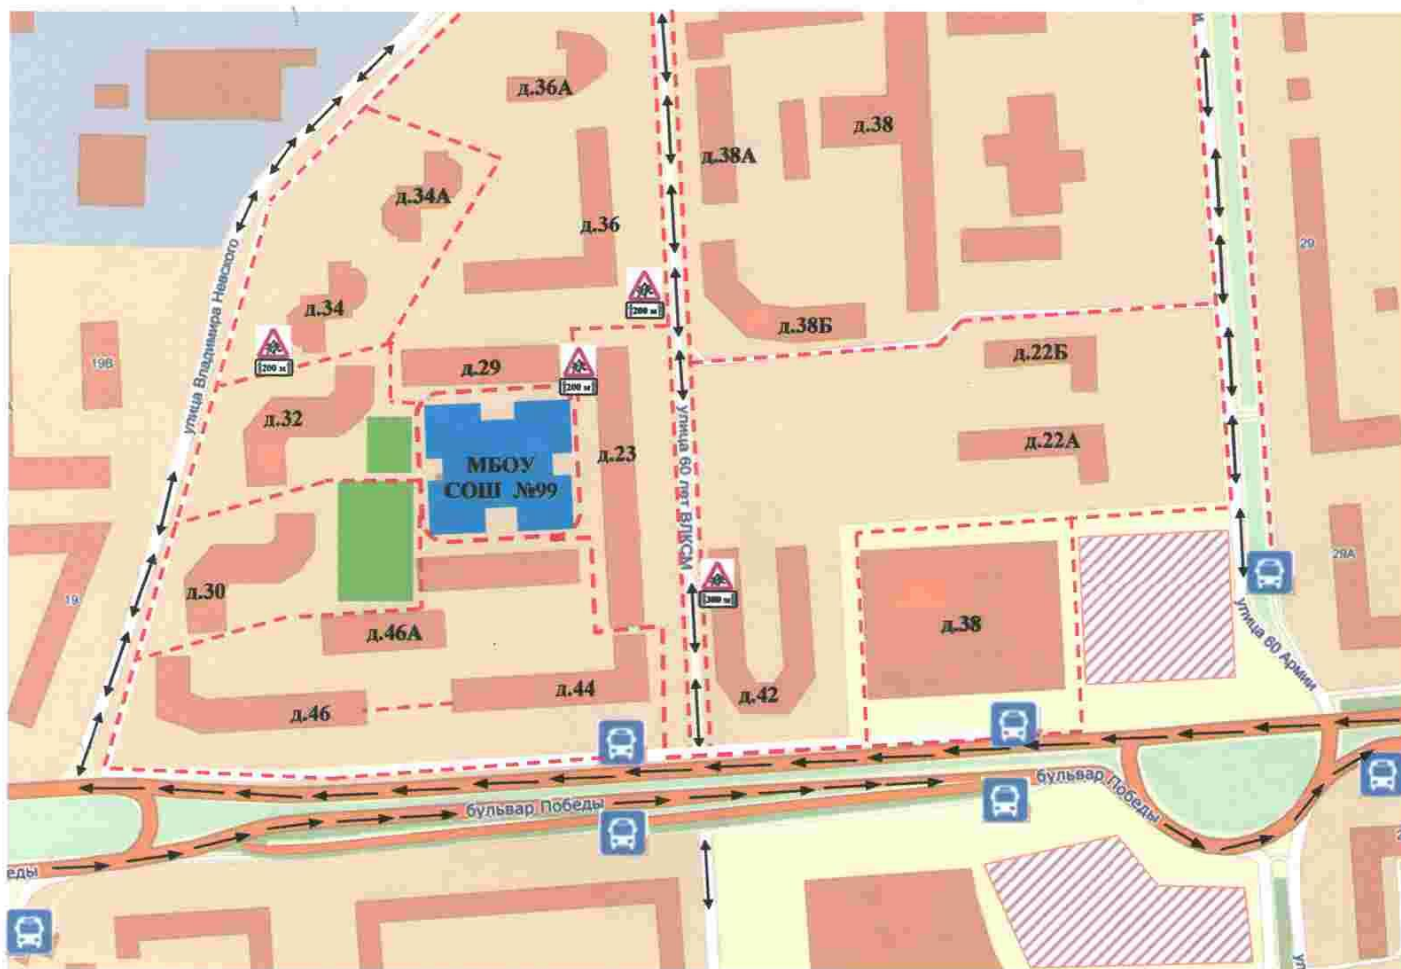 д.36А
д.38
д.38А
д.34А
д.36
улица Владимира Невского
29
д.34
200 м
д.38Б
200 м
д.22Б
19В
д.29
200 м
д.32
д.22А
МБОУ
СОШ №99
д.23
улица 60 лет ВЛКСМ
29А
19
д.30
д.46А
д.38
улица 60 Армии
д.46
д.44
д.42
бульвар Победы
бульвар Победы
еды